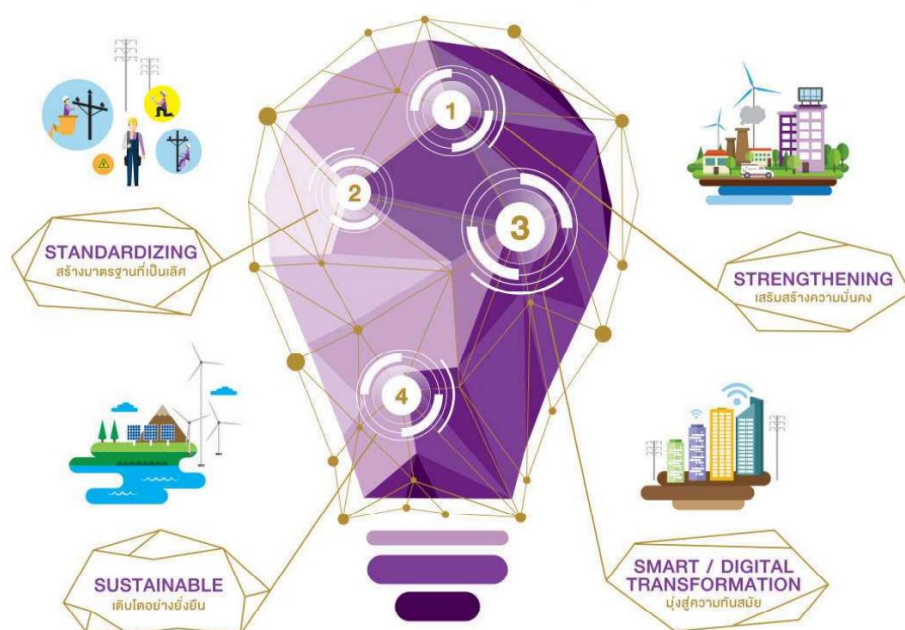 1
2
3
STANDARDIZING
สร้างมาตรฐานที่เป็นเลิศ
STRENGTHENING
เสริมสร้างความมั่นคง
4
SUSTAINABLE
เติบโตอย่างยั่งยืน
SMART / DIGITAL
TRANSFORMATION
มุ่งสู่ความทันสมัย